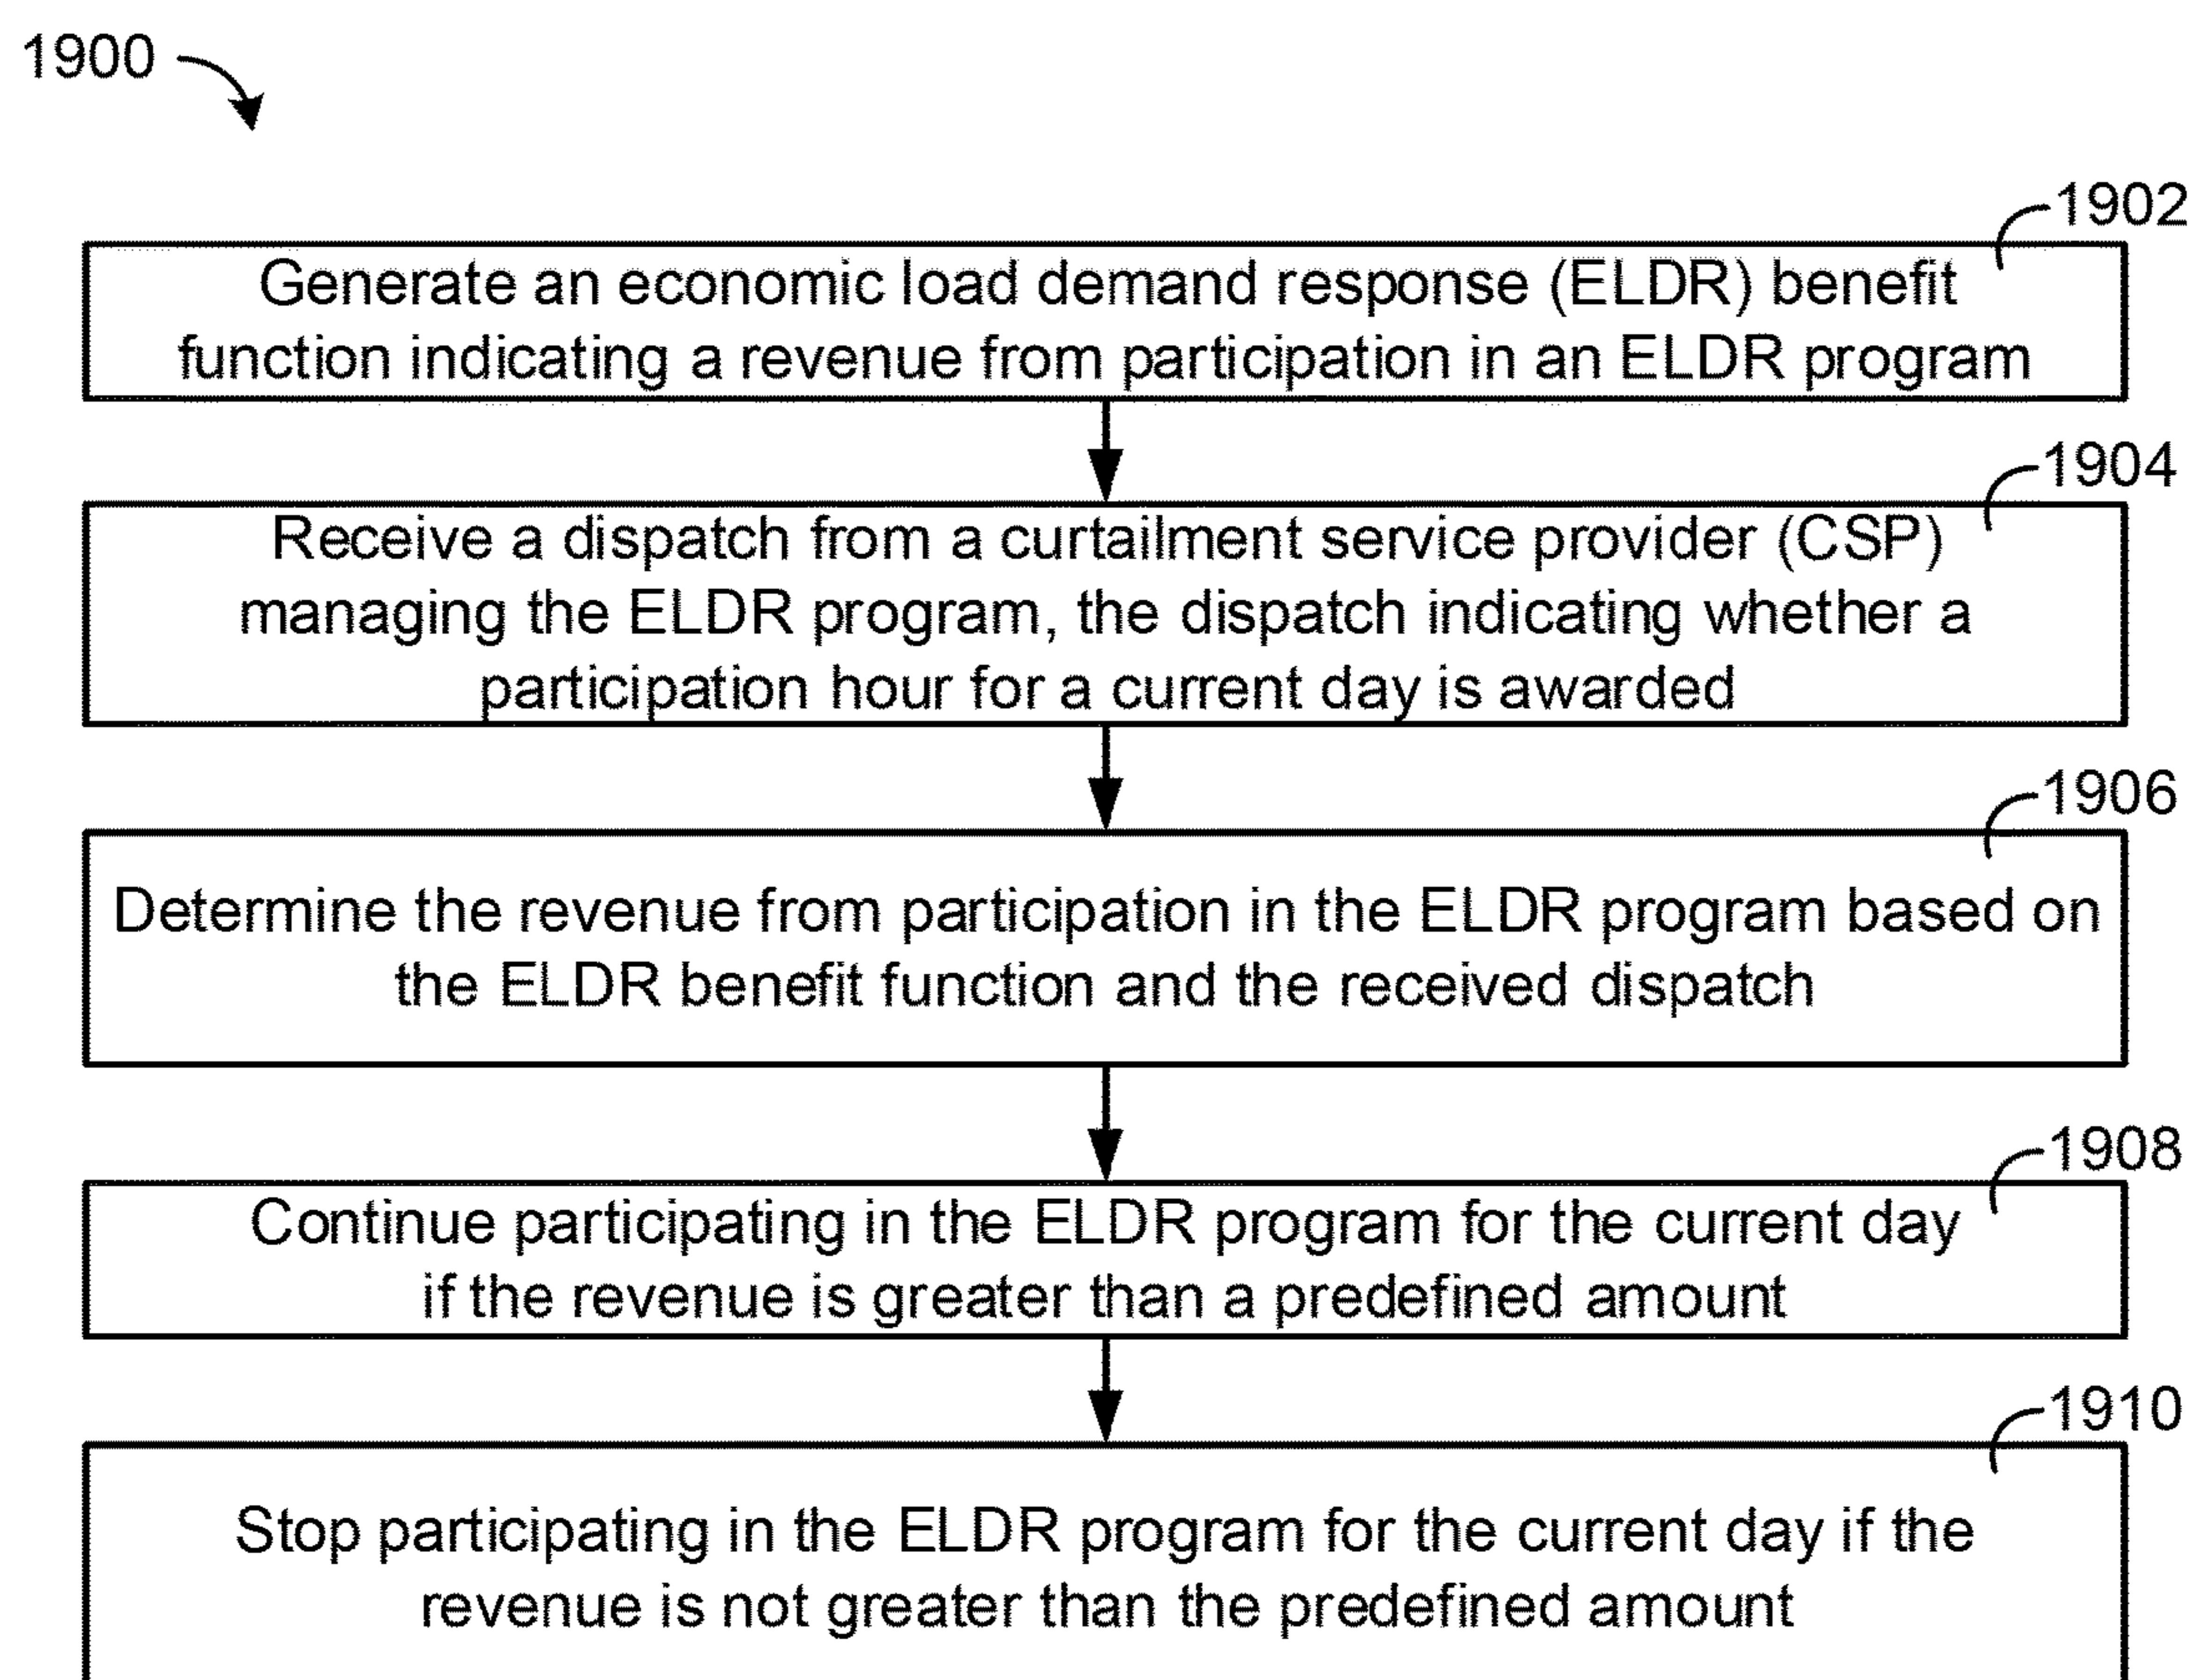 1900
1902
Generate an economic load demand response (ELDR) benefit
function indicating a revenue from participation in an ELDR program
1904
Receive a dispatch from a curtailment service provider (CSP)
managing the ELDR program, the dispatch indicating whether a
participation hour for a current day is awarded
1906
Determine the revenue from participation in the ELDR program based on
the ELDR benefit function and the received dispatch
1908
Continue participating in the ELDR program for the current day
if the revenue is greater than a predefined amount
1910
Stop participating in the ELDR program for the current day if the
revenue is not greater than the predefined amount